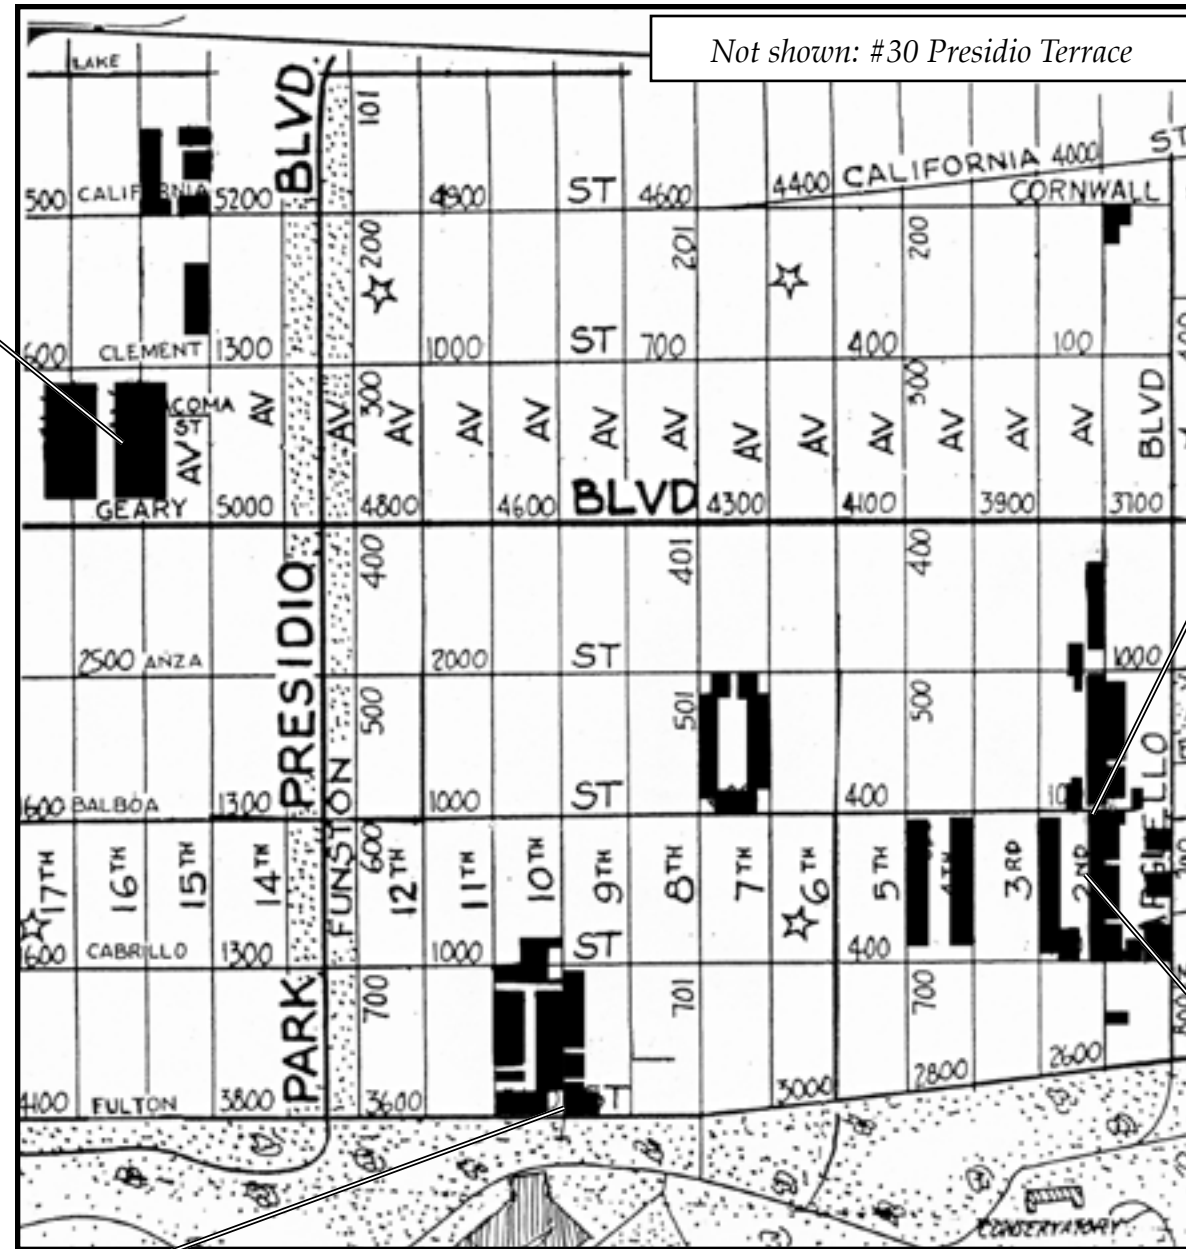 Not shown: #30 Presidio Terrace
LAKE
BLVD.
101
ST
500 CALIFORNIA 5200
4900
ST
4600
4400 CALIFORNIA 4000
CORNWALL
200
201
200
600 CLEMENT 1300
1000
ST
700
400
100
TACOMA
ST
AV
AV
AV
300
AV
AV
AV
AV
AV
AV
AV
AV
300
AV
AV
AV
BLVD
GEARY 5000
4800
4600 BLVD 4300
4100
3900
3700
400
401
400
2500 ANZA
2000
ST
1000
PRESIDIO
500
501
500
1600 BALBOA 1300
1000
ST
400
FUNSTON
600
17TH
16TH
15TH
14TH
12TH
11TH
10TH
9TH
8TH
7TH
6TH
5TH
4TH
3RD
2ND
1600 CABRILLO 1300
1000
ST
400
PARK
700
701
700
4100 FULTON 3800
3600
ST
3000
2800
2600
CONSERVATORY